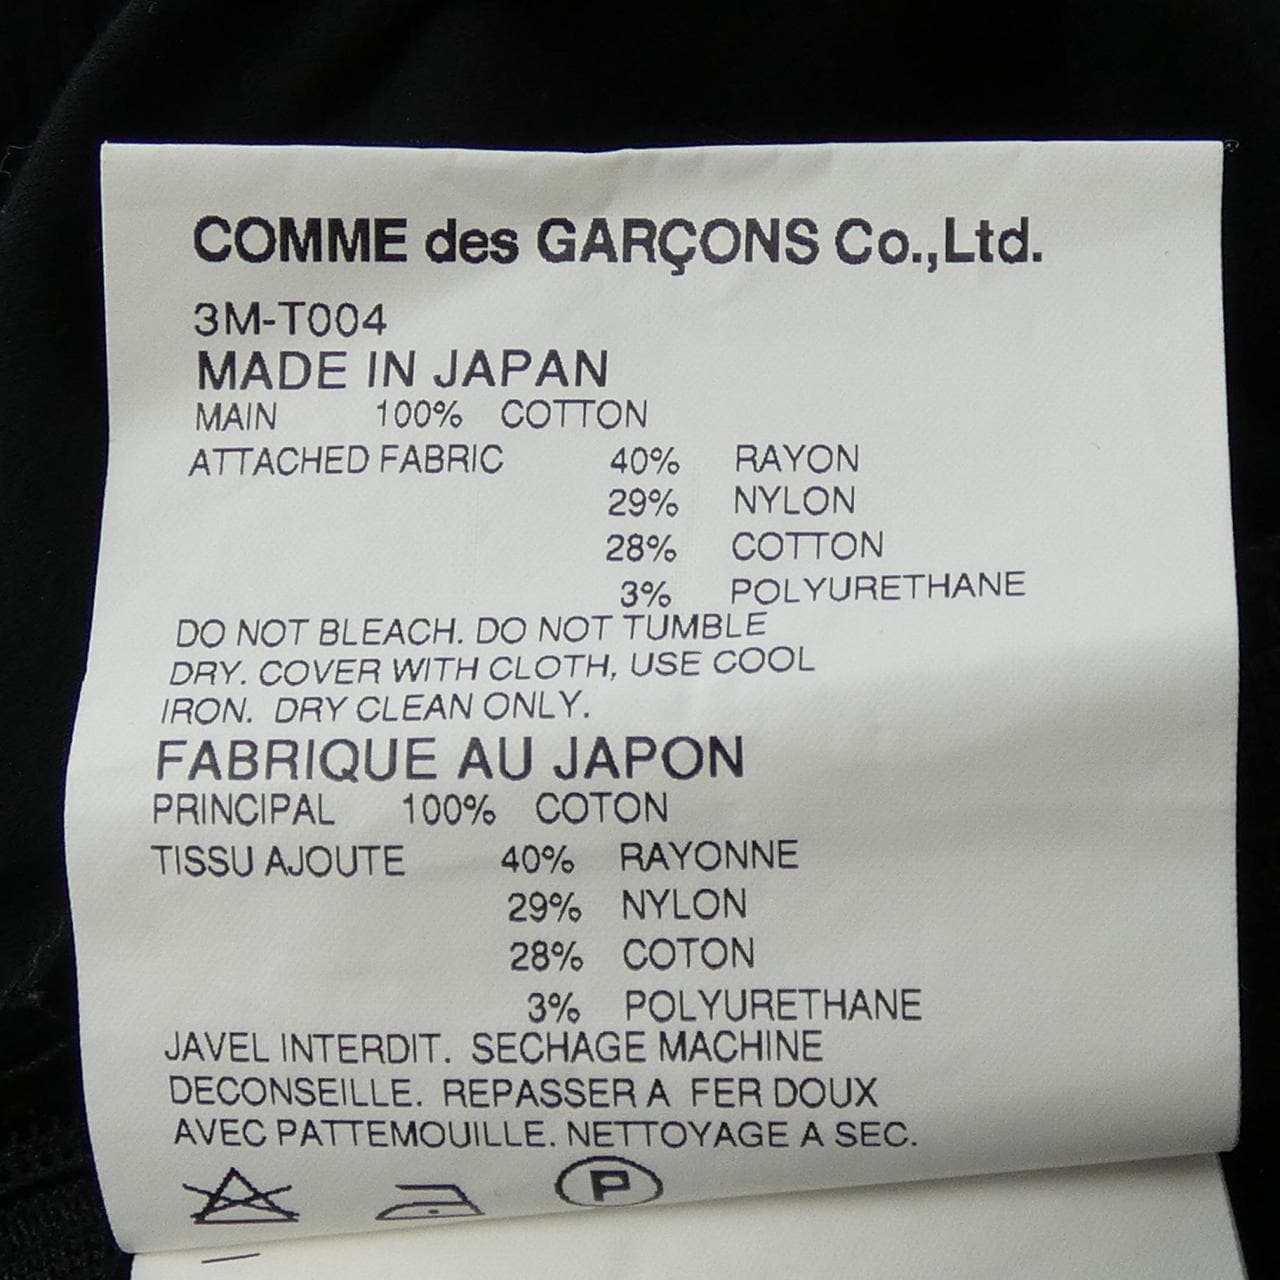 COMME des GARÇONS Co.,Ltd.
3M-T004
MADE IN JAPAN
MAIN 100% COTTON
ATTACHED FABRIC 40% RAYON
29% NYLON
28% COTTON
3% POLYURETHANE
DO NOT BLEACH. DO NOT TUMBLE
DRY. COVER WITH CLOTH, USE COOL
IRON. DRY CLEAN ONLY.
FABRIQUE AU JAPON
PRINCIPAL 100% COTON
TISSU AJOUTE 40% RAYONNE
29% NYLON
28% COTON
3% POLYURETHANE
JAVEL INTERDIT. SECHAGE MACHINE
DECONSEILLE. REPASSER A FER DOUX
AVEC PATTEMOUILLE. NETTOYAGE A SEC.
P